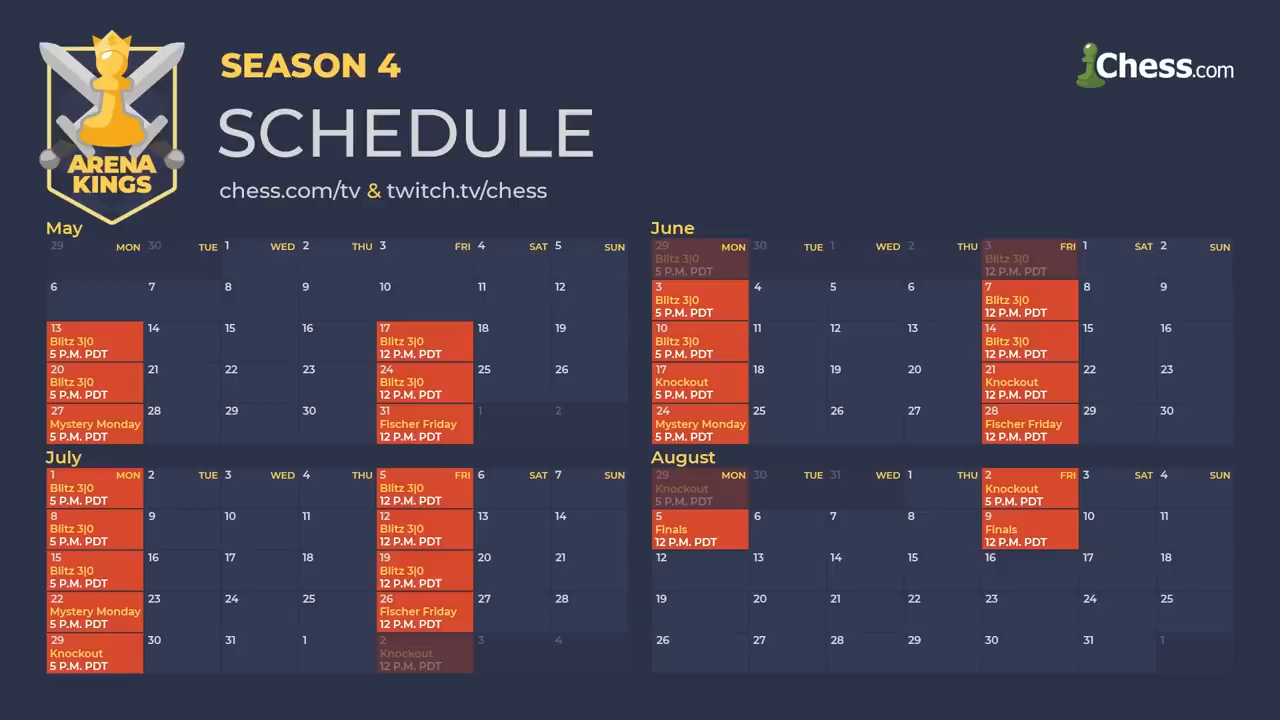 SEASON 4
Chess.com
SCHEDULE
ARENA
KINGS
chess.com/tv & twitch.tv/chess
May
29 MON 30 TUE 1 WED 2 THU 3 FRI 4 SAT 5 SUN
6 7 8 9 10 11 12
13 14 15 16 17 18 19
Blitz 3|0 Blitz 3|0
5 P.M. PDT 12 P.M. PDT
20 21 22 23 24 25 26
Blitz 3|0 Blitz 3|0
5 P.M. PDT 12 P.M. PDT
27 28 29 30 31 1 2
Mystery Monday Fischer Friday
5 P.M. PDT 12 P.M. PDT
June
29 MON 30 TUE 1 WED 2 THU 3 FRI 1 SAT 2 SUN
Blitz 3|0 Blitz 3|0
5 P.M. PDT 12 P.M. PDT
3 4 5 6 7 8 9
Blitz 3|0 Blitz 3|0
5 P.M. PDT 12 P.M. PDT
10 11 12 13 14 15 16
Blitz 3|0 Blitz 3|0
5 P.M. PDT 12 P.M. PDT
17 18 19 20 21 22 23
Knockout Knockout
5 P.M. PDT 12 P.M. PDT
24 25 26 27 28 29 30
Mystery Monday Fischer Friday
5 P.M. PDT 12 P.M. PDT
July
1 MON 2 TUE 3 WED 4 THU 5 FRI 6 SAT 7 SUN
Blitz 3|0 Blitz 3|0
5 P.M. PDT 12 P.M. PDT
8 9 10 11 12 13 14
Blitz 3|0 Blitz 3|0
5 P.M. PDT 12 P.M. PDT
15 16 17 18 19 20 21
Blitz 3|0 Blitz 3|0
5 P.M. PDT 12 P.M. PDT
22 23 24 25 26 27 28
Mystery Monday Fischer Friday
5 P.M. PDT 12 P.M. PDT
29 30 31 1 2 3 4
Knockout Knockout
5 P.M. PDT 12 P.M. PDT
August
29 MON 30 TUE 31 WED 1 THU 2 FRI 3 SAT 4 SUN
Knockout Knockout
5 P.M. PDT 12 P.M. PDT
5 6 7 8 9 10 11
Finals Finals
12 P.M. PDT 12 P.M. PDT
12 13 14 15 16 17 18
19 20 21 22 23 24 25
26 27 28 29 30 31 1